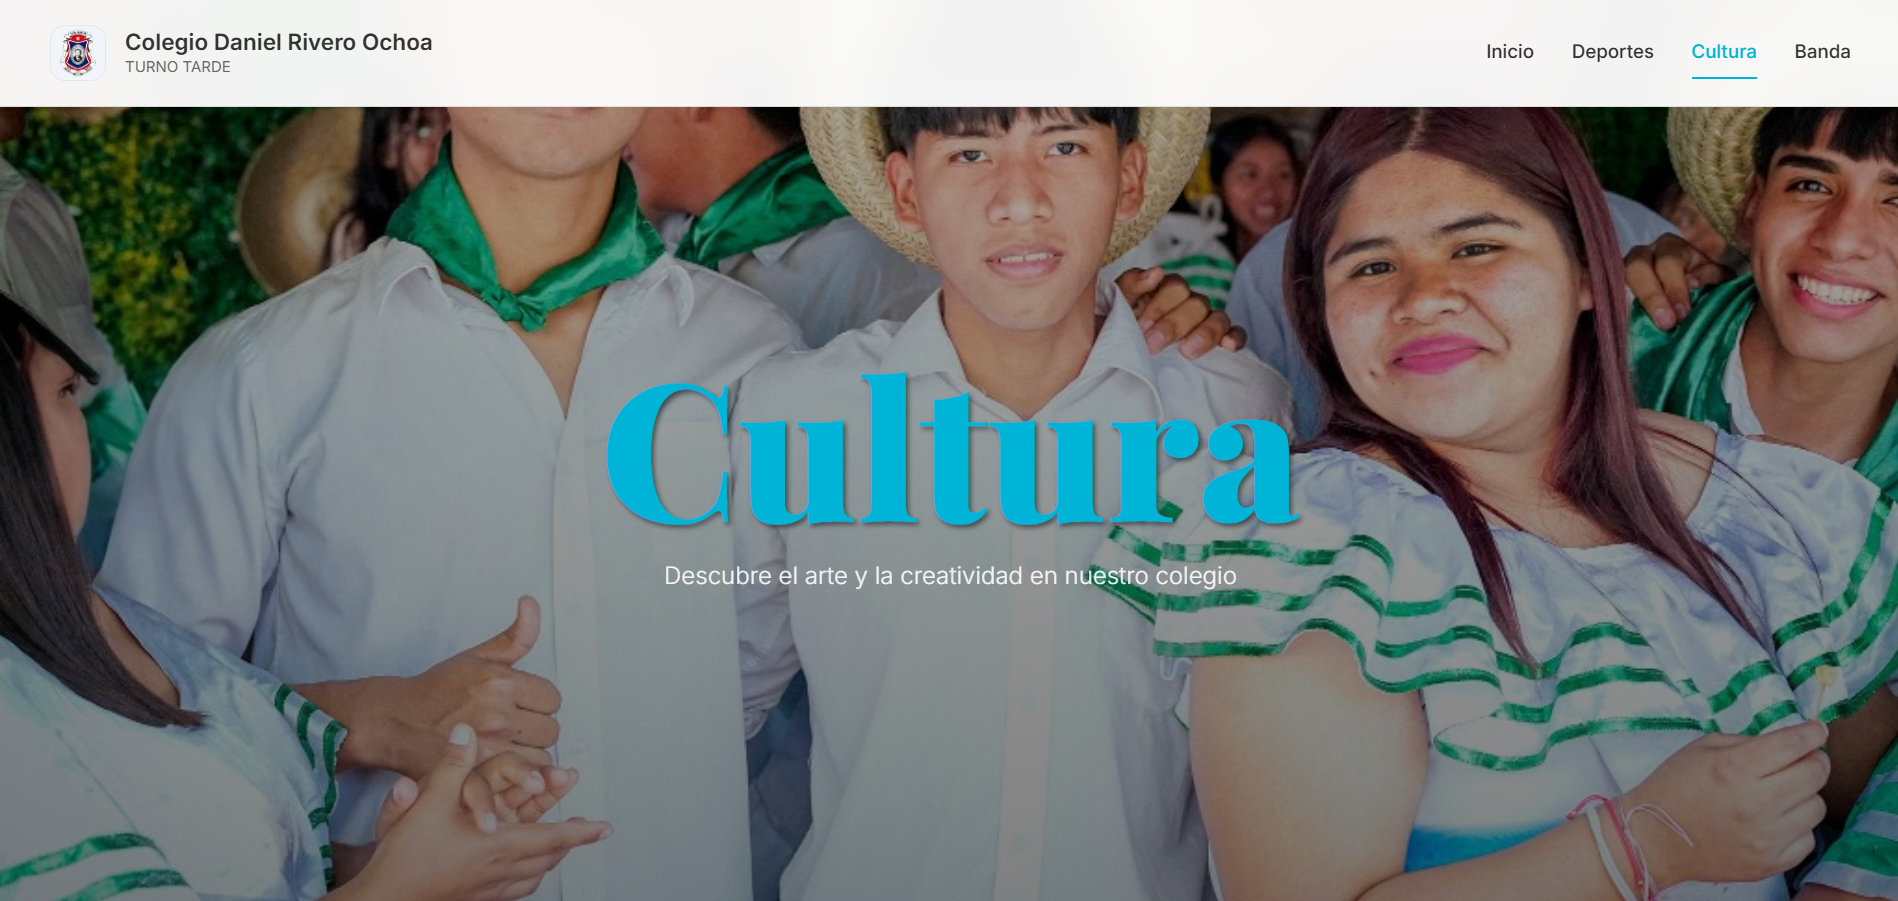 Colegio Daniel Rivero Ochoa
TURNO TARDE
Inicio
Deportes
Cultura
Banda
Cultura
Descubre el arte y la creatividad en nuestro colegio